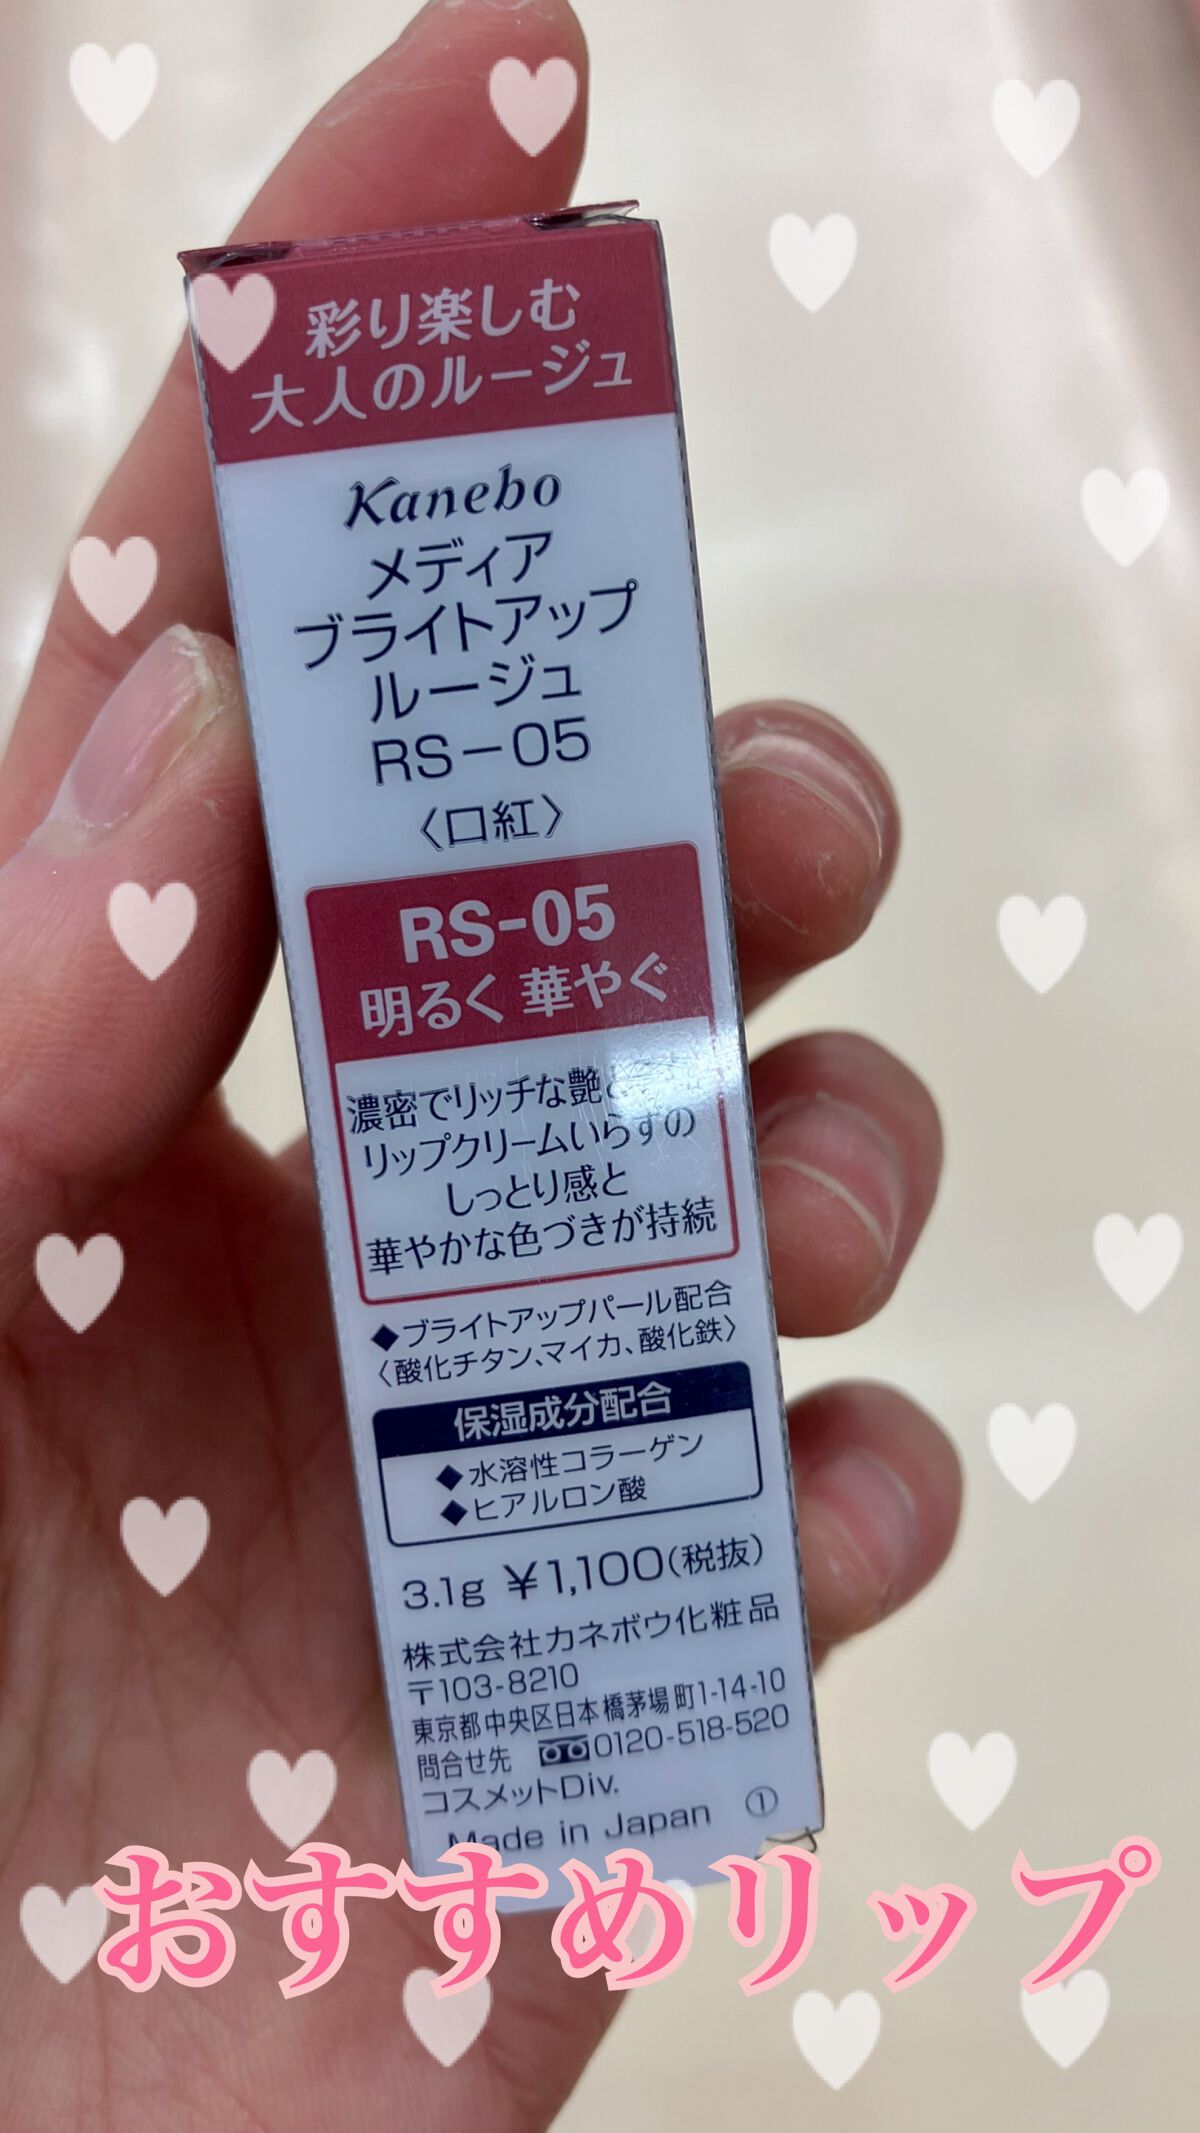 彩り楽しむ
大人のルージュ
Kanebo
メディア
ブライトアップ
ルージュ
RS-05
〈口紅〉
RS-05
明るく 華やぐ
濃密でリッチな艶
リップクリームいらずの
しっとり感と
華やかな色づきが持続
◆ブライトアップパール配合
〈酸化チタン、マイカ、酸化鉄〉
保湿成分配合
◆水溶性コラーゲン
◆ヒアルロン酸
3.1g ¥1,100(税抜)
株式会社カネボウ化粧品
〒103-8210
東京都中央区日本橋茅場町1-14-10
問合せ先 0120-518-520
コスメットDiv.
Made in Japan ①
おすすめリップ